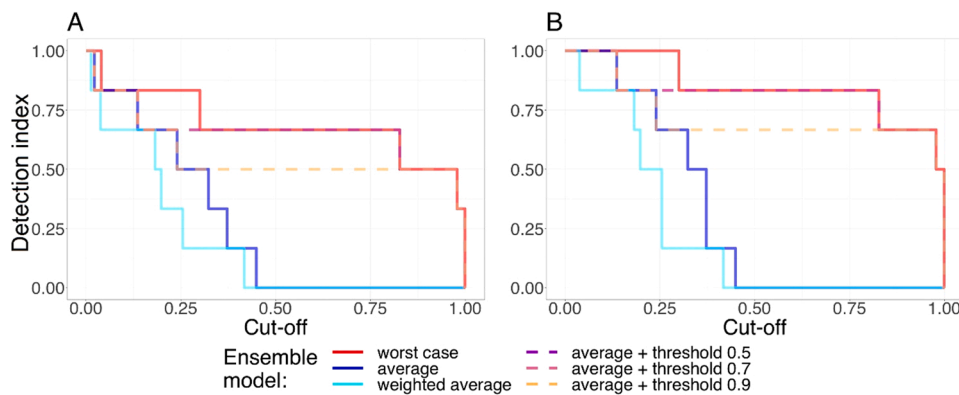 A
B
Detection index
1.00
0.75
0.50
0.25
0.00
1.00
0.75
0.50
0.25
0.00
0.00 0.25 0.50 0.75 1.00
0.00 0.25 0.50 0.75 1.00
Cut-off
Cut-off
Ensemble
model:
worst case
average
weighted average
average + threshold 0.5
average + threshold 0.7
average + threshold 0.9